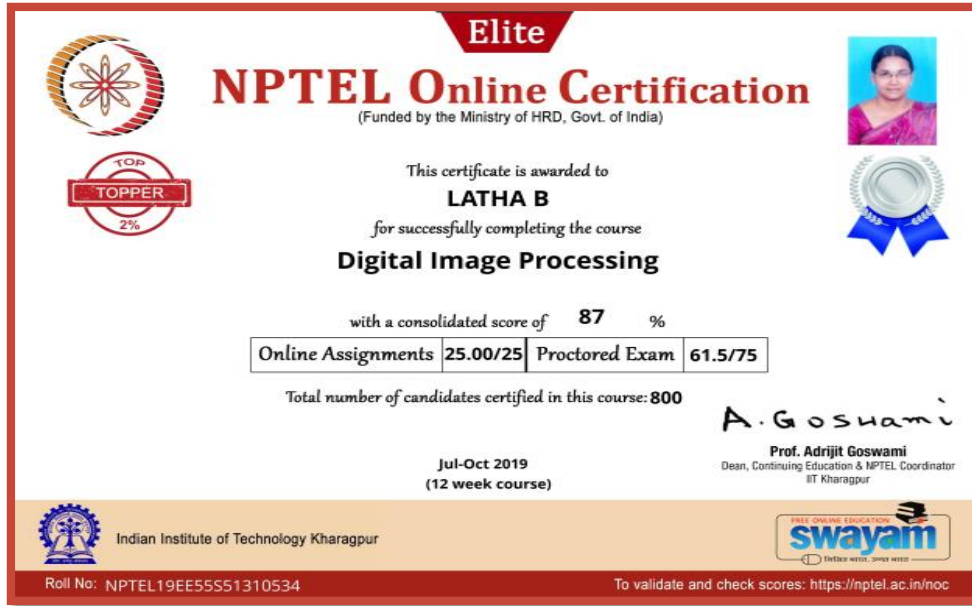 Elite
NPTEL Online Certification
(Funded by the Ministry of HRD, Govt. of India)
TOP
TOPPER
2%
This certificate is awarded to
LATHA B
for successfully completing the course
Digital Image Processing
with a consolidated score of 87 %
Online Assignments 25.00/25 Proctored Exam 61.5/75
Total number of candidates certified in this course: 800
A. Goswami
Prof. Adrijit Goswami
Dean, Continuing Education & NPTEL Coordinator
IIT Kharagpur
Jul-Oct 2019
(12 week course)
Indian Institute of Technology Kharagpur
FREE ONLINE EDUCATION
swayam
शिक्षित भारत, उन्नत भारत
Roll No: NPTEL19EE55S51310534
To validate and check scores: https://nptel.ac.in/noc